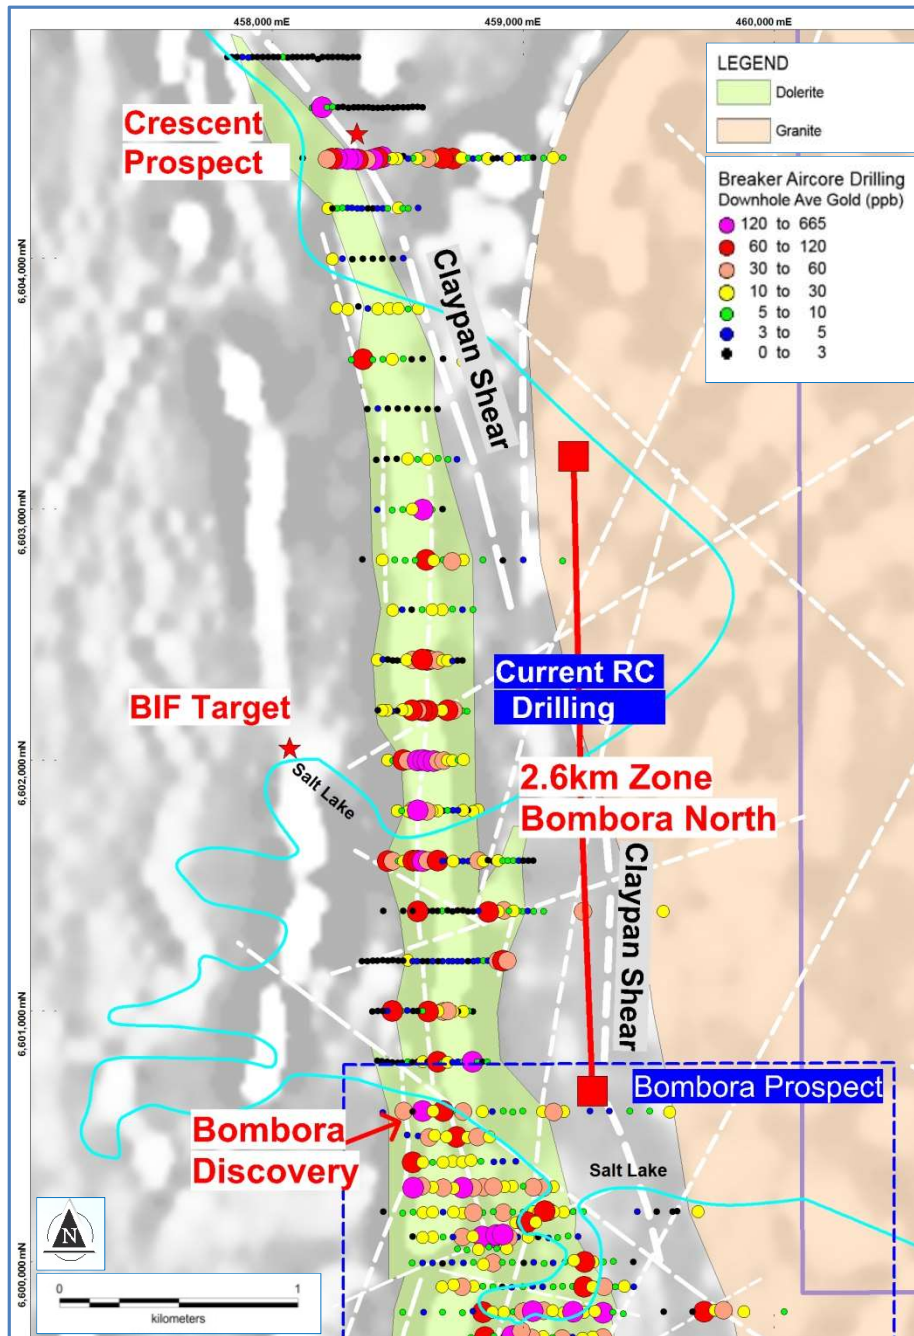 458,000 mE
459,000 mE
460,000 mE
LEGEND
Dolerite
Granite
Breaker Aircore Drilling
Downhole Ave Gold (ppb)
120 to 665
60 to 120
30 to 60
10 to 30
5 to 10
3 to 5
0 to 3
Crescent
Prospect
6,604,000 mN
Claypan Shear
6,603,000 mN
Current RC
Drilling
BIF Target
6,602,000 mN
Salt Lake
2.6km Zone
Bombora North
Claypan Shear
6,601,000 mN
Bombora Prospect
Bombora
Discovery
Salt Lake
N
6,600,000 mN
0 1
kilometers